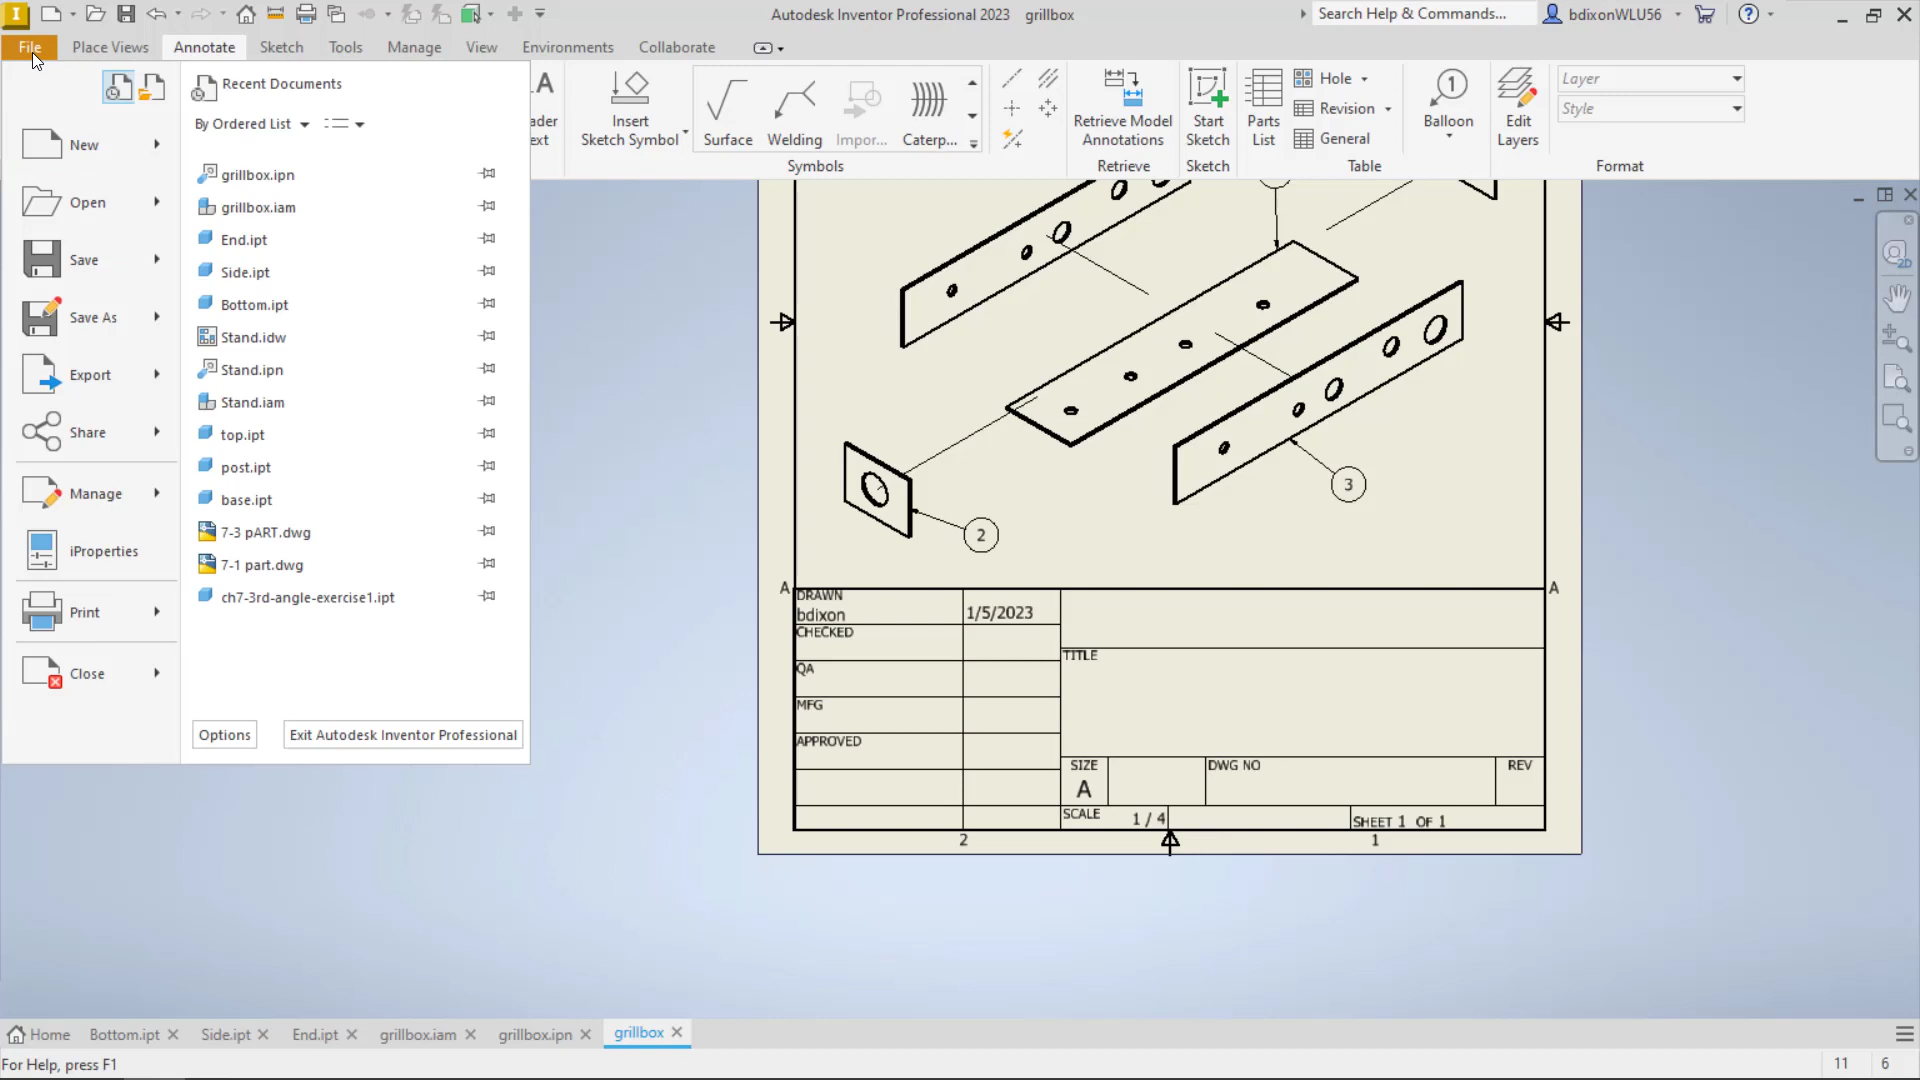 Autodesk Inventor Professional 2023 grillbox
Search Help & Commands...
bdixonWLU56
File
Place Views
Annotate
Sketch
Tools
Manage
View
Environments
Collaborate
Recent Documents
By Ordered List
New
Open
Save
Save As
Export
Share
Manage
iProperties
Print
Close
grillbox.ipn
grillbox.iam
End.ipt
Side.ipt
Bottom.ipt
Stand.idw
Stand.ipn
Stand.iam
top.ipt
post.ipt
base.ipt
7-3 pART.dwg
7-1 part.dwg
ch7-3rd-angle-exercise1.ipt
Options
Exit Autodesk Inventor Professional
A
ader
ext
Insert
Sketch Symbol
Surface
Welding
Impor...
Caterp...
Symbols
Retrieve Model
Annotations
Retrieve
Start
Sketch
Sketch
Parts
List
Hole
Revision
General
Table
1
Balloon
Edit
Layers
Layer
Style
Format
2D
3
2
A
A
DRAWN
bdixon
1/5/2023
CHECKED
QA
MFG
APPROVED
TITLE
SIZE
A
DWG NO
REV
SCALE
1 / 4
SHEET 1 OF 1
2
1
Home
Bottom.ipt
Side.ipt
End.ipt
grillbox.iam
grillbox.ipn
grillbox
For Help, press F1
11
6